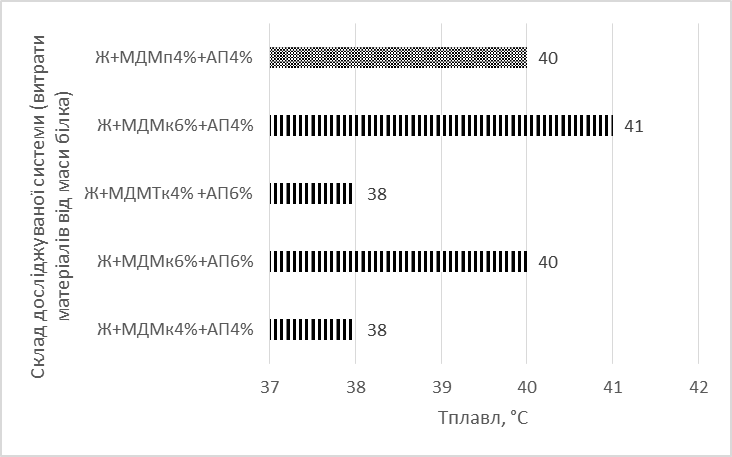 Склад досліджуваної системи (витрати
матеріалів від маси білка)
Ж+МДМп4%+АП4%
40
Ж+МДМк6%+АП4%
41
Ж+МДМТк4% +АП6%
38
Ж+МДМк6%+АП6%
40
Ж+МДМк4%+АП4%
38
37 38 39 40 41 42
Тплавл, °С